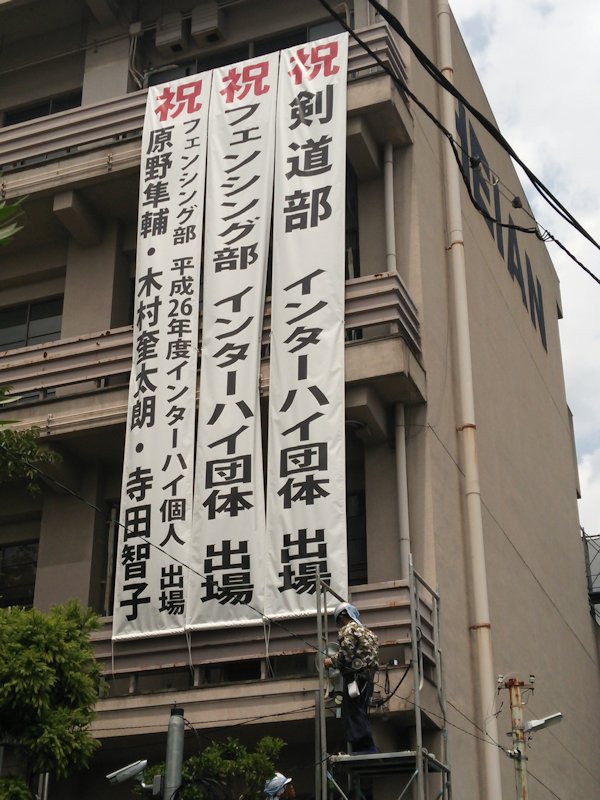 祝 剣道部 インターハイ団体 出場
祝 フェンシング部 インターハイ団体 出場
祝 フェンシング部 平成26年度インターハイ個人 出場
原野隼輔・木村奎太朗・寺田智子
EIAN